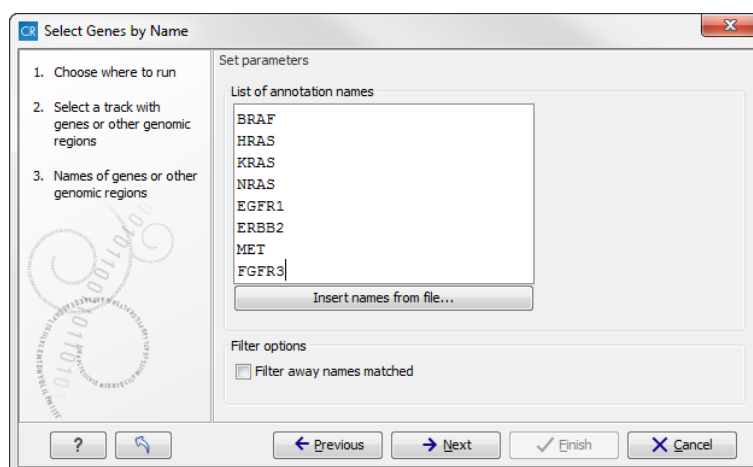 CR Select Genes by Name
X
1. Choose where to run
2. Select a track with
genes or other genomic
regions
3. Names of genes or other
genomic regions
Set parameters
List of annotation names
BRAF
HRAS
KRAS
NRAS
EGFR1
ERBB2
MET
FGFR3
Insert names from file...
Filter options
Filter away names matched
?
Previous
Next
Finish
Cancel